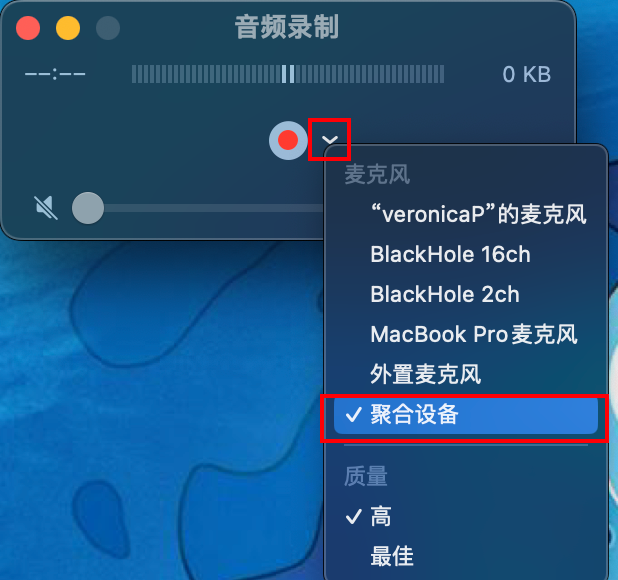 音频录制
--:--
0 KB
麦克风
“veronicaP”的麦克风
BlackHole 16ch
BlackHole 2ch
MacBook Pro麦克风
外置麦克风
✓ 聚合设备
质量
✓ 高
最佳